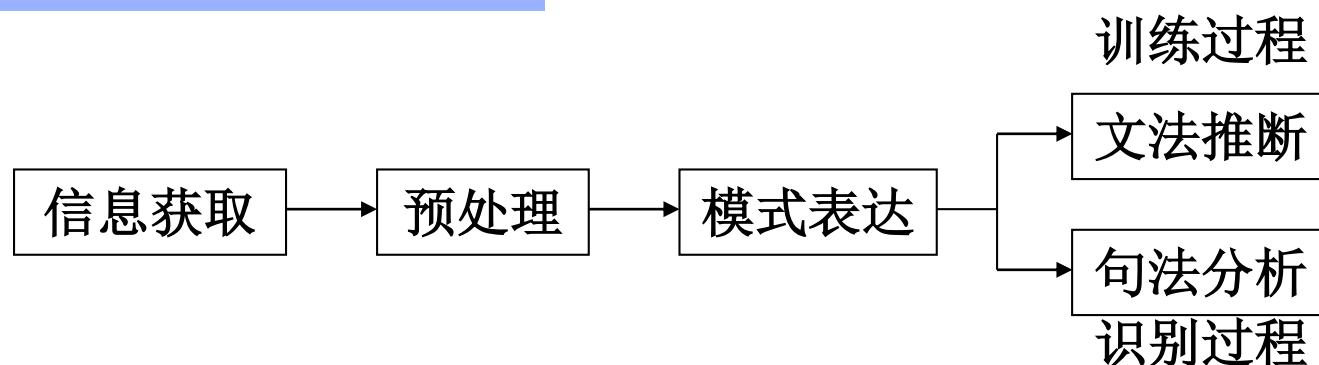 训练过程
文法推断
信息获取
预处理
模式表达
句法分析
识别过程